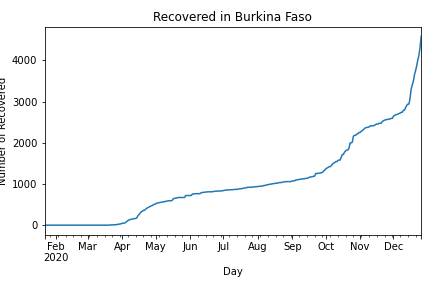 Recovered in Burkina Faso
Number of Recovered
4000
3000
2000
1000
0
Feb Mar Apr May Jun Jul Aug Sep Oct Nov Dec
2020
Day